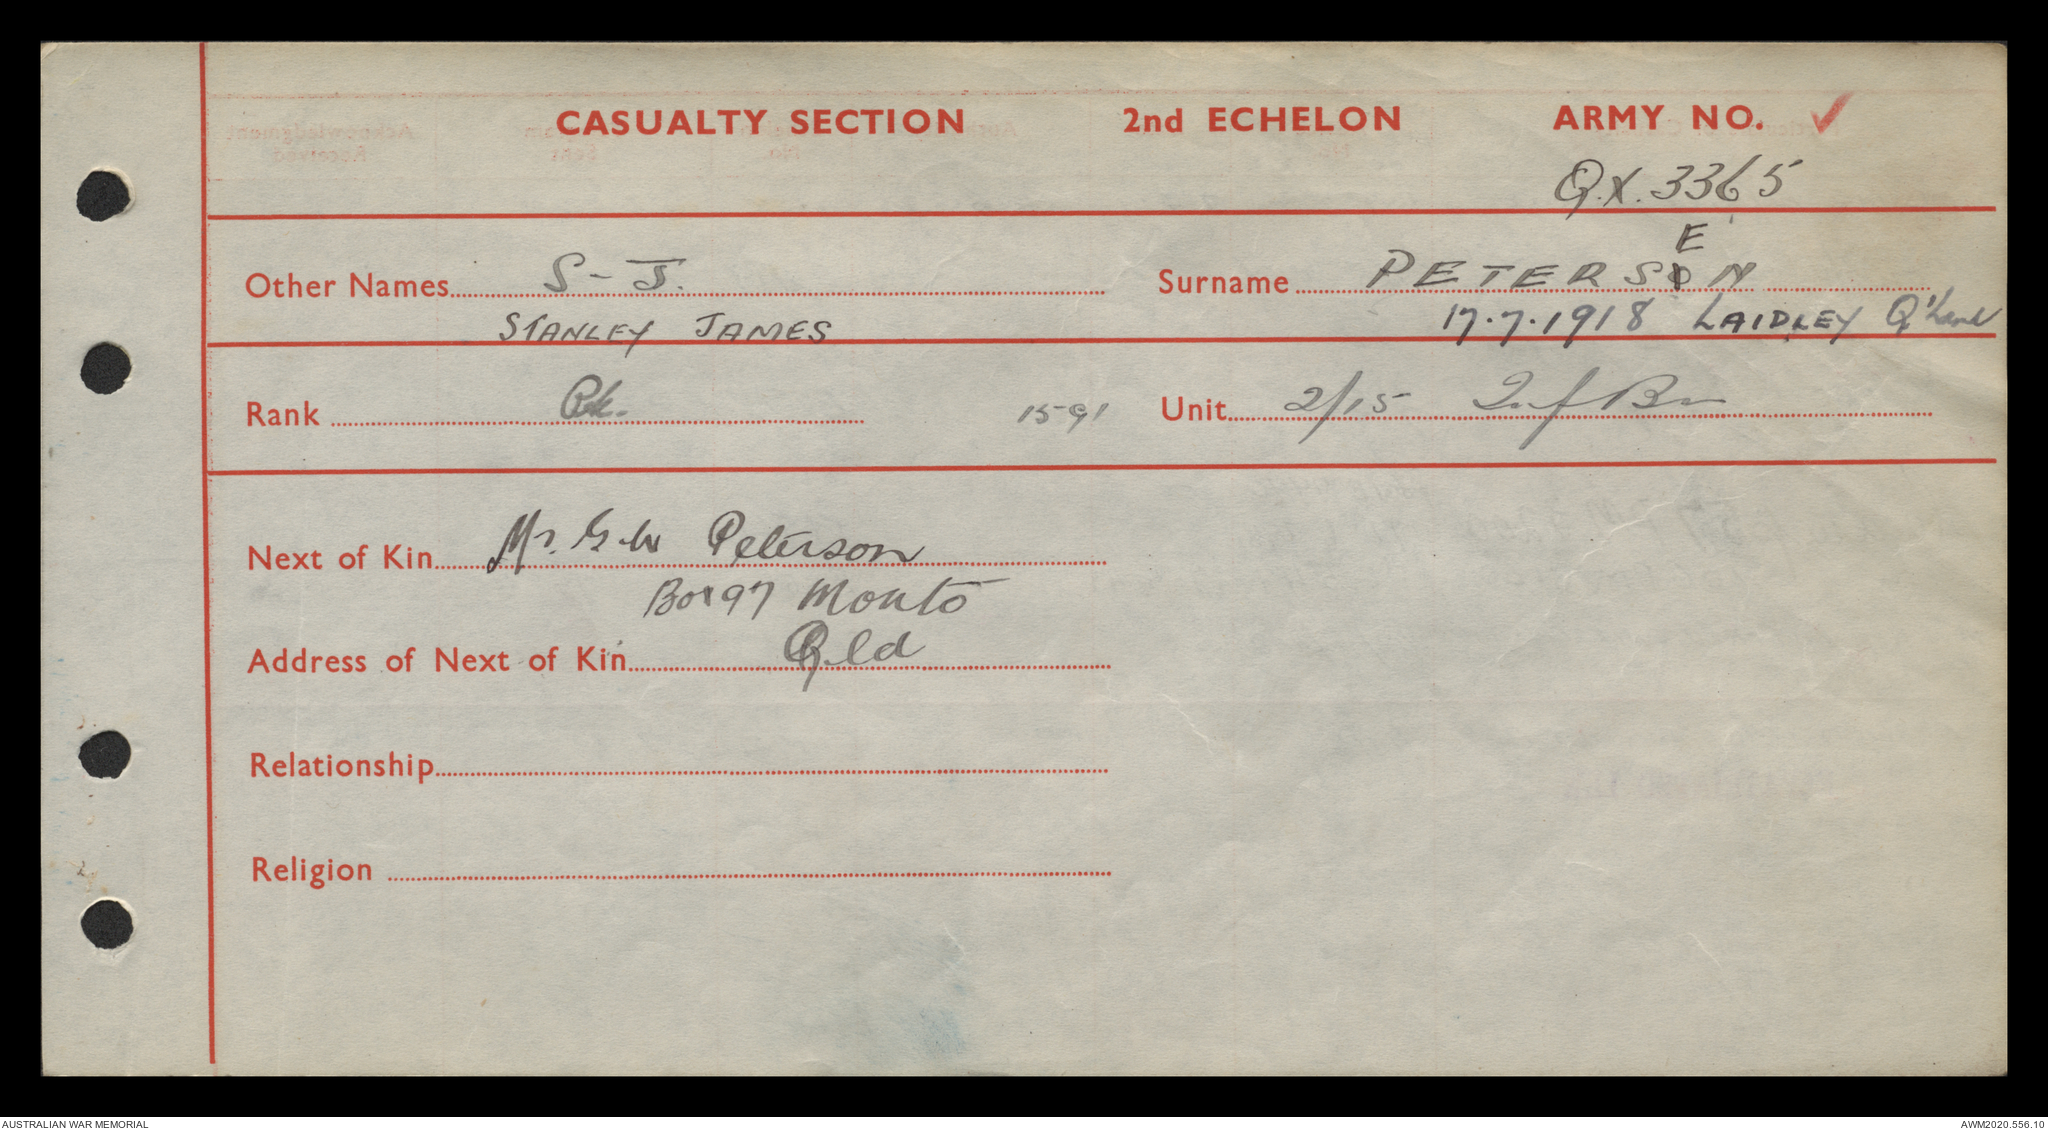 CASUALTY SECTION 2nd ECHELON ARMY NO. ✓
Q.X. 3365
E
Other Names S - J. Surname PETERSON
STANLEY JAMES 17.7.1918 LAIDLEY Q'land
Rank Pte. 1591 Unit 2/15 Inf Bn
Next of Kin Mr. G.W Peterson
Box 97 Monto
Address of Next of Kin Qld
Relationship
Religion
AUSTRALIAN WAR MEMORIAL AWM2020.556.10